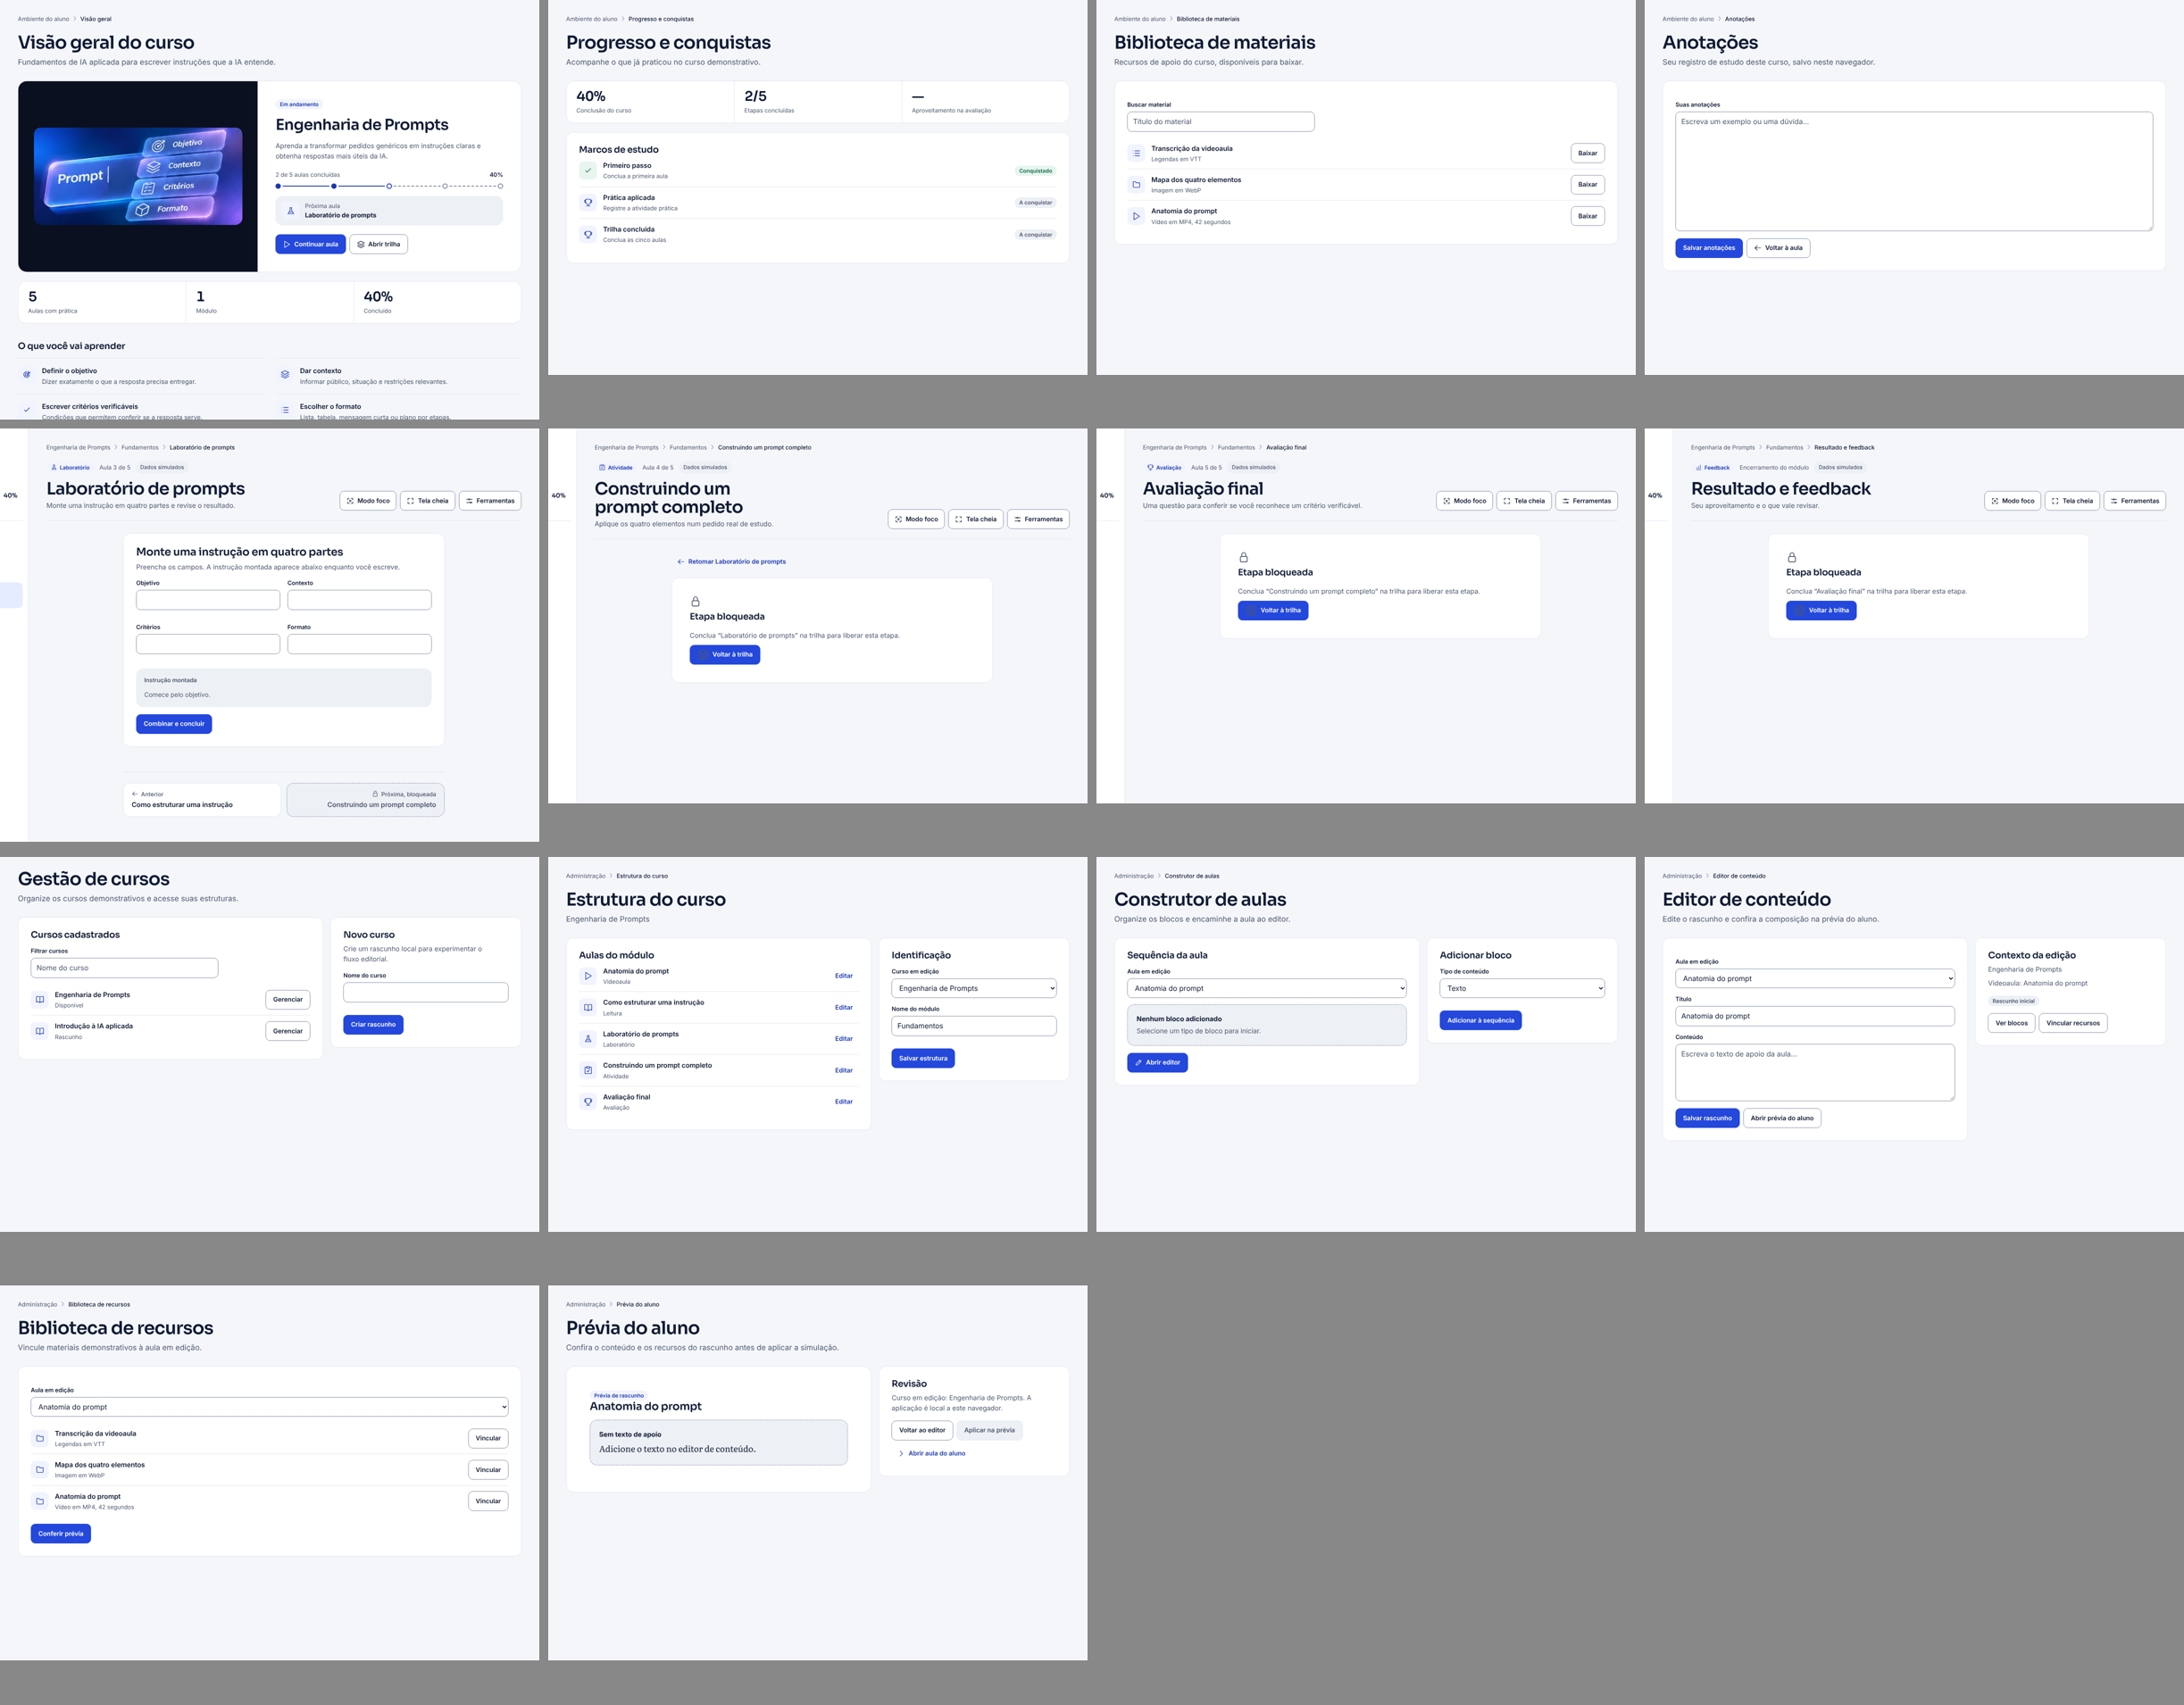 Ambiente do aluno > Visão geral
Visão geral do curso
Fundamentos de IA aplicada para escrever instruções que a IA entende.
Prompt
Objetivo
Contexto
Critérios
Formato
Em andamento
Engenharia de Prompts
Aprenda a transformar pedidos genéricos em instruções claras e
obtenha respostas mais úteis da IA.
2 de 5 aulas concluídas 40%
Próxima aula
Laboratório de prompts
Continuar aula Abrir trilha
5
Aulas com prática
1
Módulo
40%
Concluído
O que você vai aprender
Definir o objetivo
Dizer exatamente o que a resposta precisa entregar.
Dar contexto
Informar público, situação e restrições relevantes.
Escrever critérios verificáveis
Condições que permitem conferir se a resposta serve.
Escolher o formato
Lista, tabela, mensagem curta ou plano por etapas.
Ambiente do aluno > Progresso e conquistas
Progresso e conquistas
Acompanhe o que já praticou no curso demonstrativo.
40%
Conclusão do curso
2/5
Etapas concluídas
—
Aproveitamento na avaliação
Marcos de estudo
Primeiro passo
Conclua a primeira aula
Conquistado
Prática aplicada
Registre a atividade prática
A conquistar
Trilha concluída
Conclua as cinco aulas
A conquistar
Ambiente do aluno > Biblioteca de materiais
Biblioteca de materiais
Recursos de apoio do curso, disponíveis para baixar.
Buscar material
Título do material
Transcrição da videoaula
Legendas em VTT
Baixar
Mapa dos quatro elementos
Imagem em WebP
Baixar
Anatomia do prompt
Vídeo em MP4, 42 segundos
Baixar
Ambiente do aluno > Anotações
Anotações
Seu registro de estudo deste curso, salvo neste navegador.
Suas anotações
Escreva um exemplo ou uma dúvida...
Salvar anotações Voltar à aula
40%
Engenharia de Prompts > Fundamentos > Laboratório de prompts
Laboratório Aula 3 de 5 Dados simulados
Laboratório de prompts
Monte uma instrução em quatro partes e revise o resultado.
Modo foco Tela cheia Ferramentas
Monte uma instrução em quatro partes
Preencha os campos. A instrução montada aparece abaixo enquanto você escreve.
Objetivo Contexto
Critérios Formato
Instrução montada
Comece pelo objetivo.
Combinar e concluir
Anterior
Como estruturar uma instrução
Próxima, bloqueada
Construindo um prompt completo
40%
Engenharia de Prompts > Fundamentos > Construindo um prompt completo
Atividade Aula 4 de 5 Dados simulados
Construindo um
prompt completo
Aplique os quatro elementos num pedido real de estudo.
Modo foco Tela cheia Ferramentas
Retomar Laboratório de prompts
Etapa bloqueada
Conclua "Laboratório de prompts" na trilha para liberar esta etapa.
Voltar à trilha
40%
Engenharia de Prompts > Fundamentos > Avaliação final
Avaliação Aula 5 de 5 Dados simulados
Avaliação final
Uma questão para conferir se você reconhece um critério verificável.
Modo foco Tela cheia Ferramentas
Etapa bloqueada
Conclua "Construindo um prompt completo" na trilha para liberar esta etapa.
Voltar à trilha
40%
Engenharia de Prompts > Fundamentos > Resultado e feedback
Feedback Encerramento do módulo Dados simulados
Resultado e feedback
Seu aproveitamento e o que vale revisar.
Modo foco Tela cheia Ferramentas
Etapa bloqueada
Conclua "Avaliação final" na trilha para liberar esta etapa.
Voltar à trilha
Gestão de cursos
Organize os cursos demonstrativos e acesse suas estruturas.
Cursos cadastrados
Filtrar cursos
Nome do curso
Engenharia de Prompts
Disponível
Gerenciar
Introdução à IA aplicada
Rascunho
Gerenciar
Novo curso
Crie um rascunho local para experimentar o
fluxo editorial.
Nome do curso
Criar rascunho
Administração > Estrutura do curso
Estrutura do curso
Engenharia de Prompts
Aulas do módulo
Anatomia do prompt
Videoaula
Editar
Como estruturar uma instrução
Leitura
Editar
Laboratório de prompts
Laboratório
Editar
Construindo um prompt completo
Atividade
Editar
Avaliação final
Avaliação
Editar
Identificação
Curso em edição
Engenharia de Prompts
Nome do módulo
Fundamentos
Salvar estrutura
Administração > Construtor de aulas
Construtor de aulas
Organize os blocos e encaminhe a aula ao editor.
Sequência da aula
Aula em edição
Anatomia do prompt
Nenhum bloco adicionado
Selecione um tipo de bloco para iniciar.
Abrir editor
Adicionar bloco
Tipo de conteúdo
Texto
Adicionar à sequência
Administração > Editor de conteúdo
Editor de conteúdo
Edite o rascunho e confira a composição na prévia do aluno.
Aula em edição
Anatomia do prompt
Título
Anatomia do prompt
Conteúdo
Escreva o texto de apoio da aula...
Salvar rascunho Abrir prévia do aluno
Contexto da edição
Engenharia de Prompts
Videoaula: Anatomia do prompt
Rascunho inicial
Ver blocos Vincular recursos
Administração > Biblioteca de recursos
Biblioteca de recursos
Vincule materiais demonstrativos à aula em edição.
Aula em edição
Anatomia do prompt
Transcrição da videoaula
Legendas em VTT
Vincular
Mapa dos quatro elementos
Imagem em WebP
Vincular
Anatomia do prompt
Vídeo em MP4, 42 segundos
Vincular
Conferir prévia
Administração > Prévia do aluno
Prévia do aluno
Confira o conteúdo e os recursos do rascunho antes de aplicar a simulação.
Prévia de rascunho
Anatomia do prompt
Sem texto de apoio
Adicione o texto no editor de conteúdo.
Revisão
Curso em edição: Engenharia de Prompts. A
aplicação é local a este navegador.
Voltar ao editor Aplicar na prévia
Abrir aula do aluno